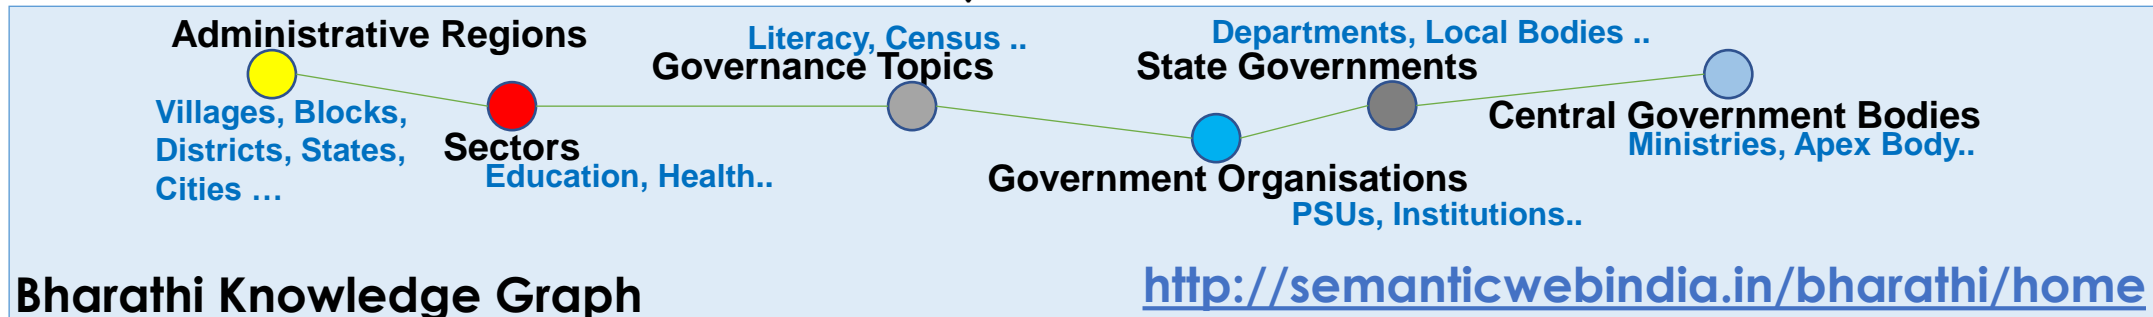 Administrative Regions
Villages, Blocks,
Districts, States,
Cities …
Sectors
Education, Health..
Literacy, Census ..
Governance Topics
Government Organisations
PSUs, Institutions..
Departments, Local Bodies ..
State Governments
Central Government Bodies
Ministries, Apex Body..
Bharathi Knowledge Graph
http://semanticwebindia.in/bharathi/home